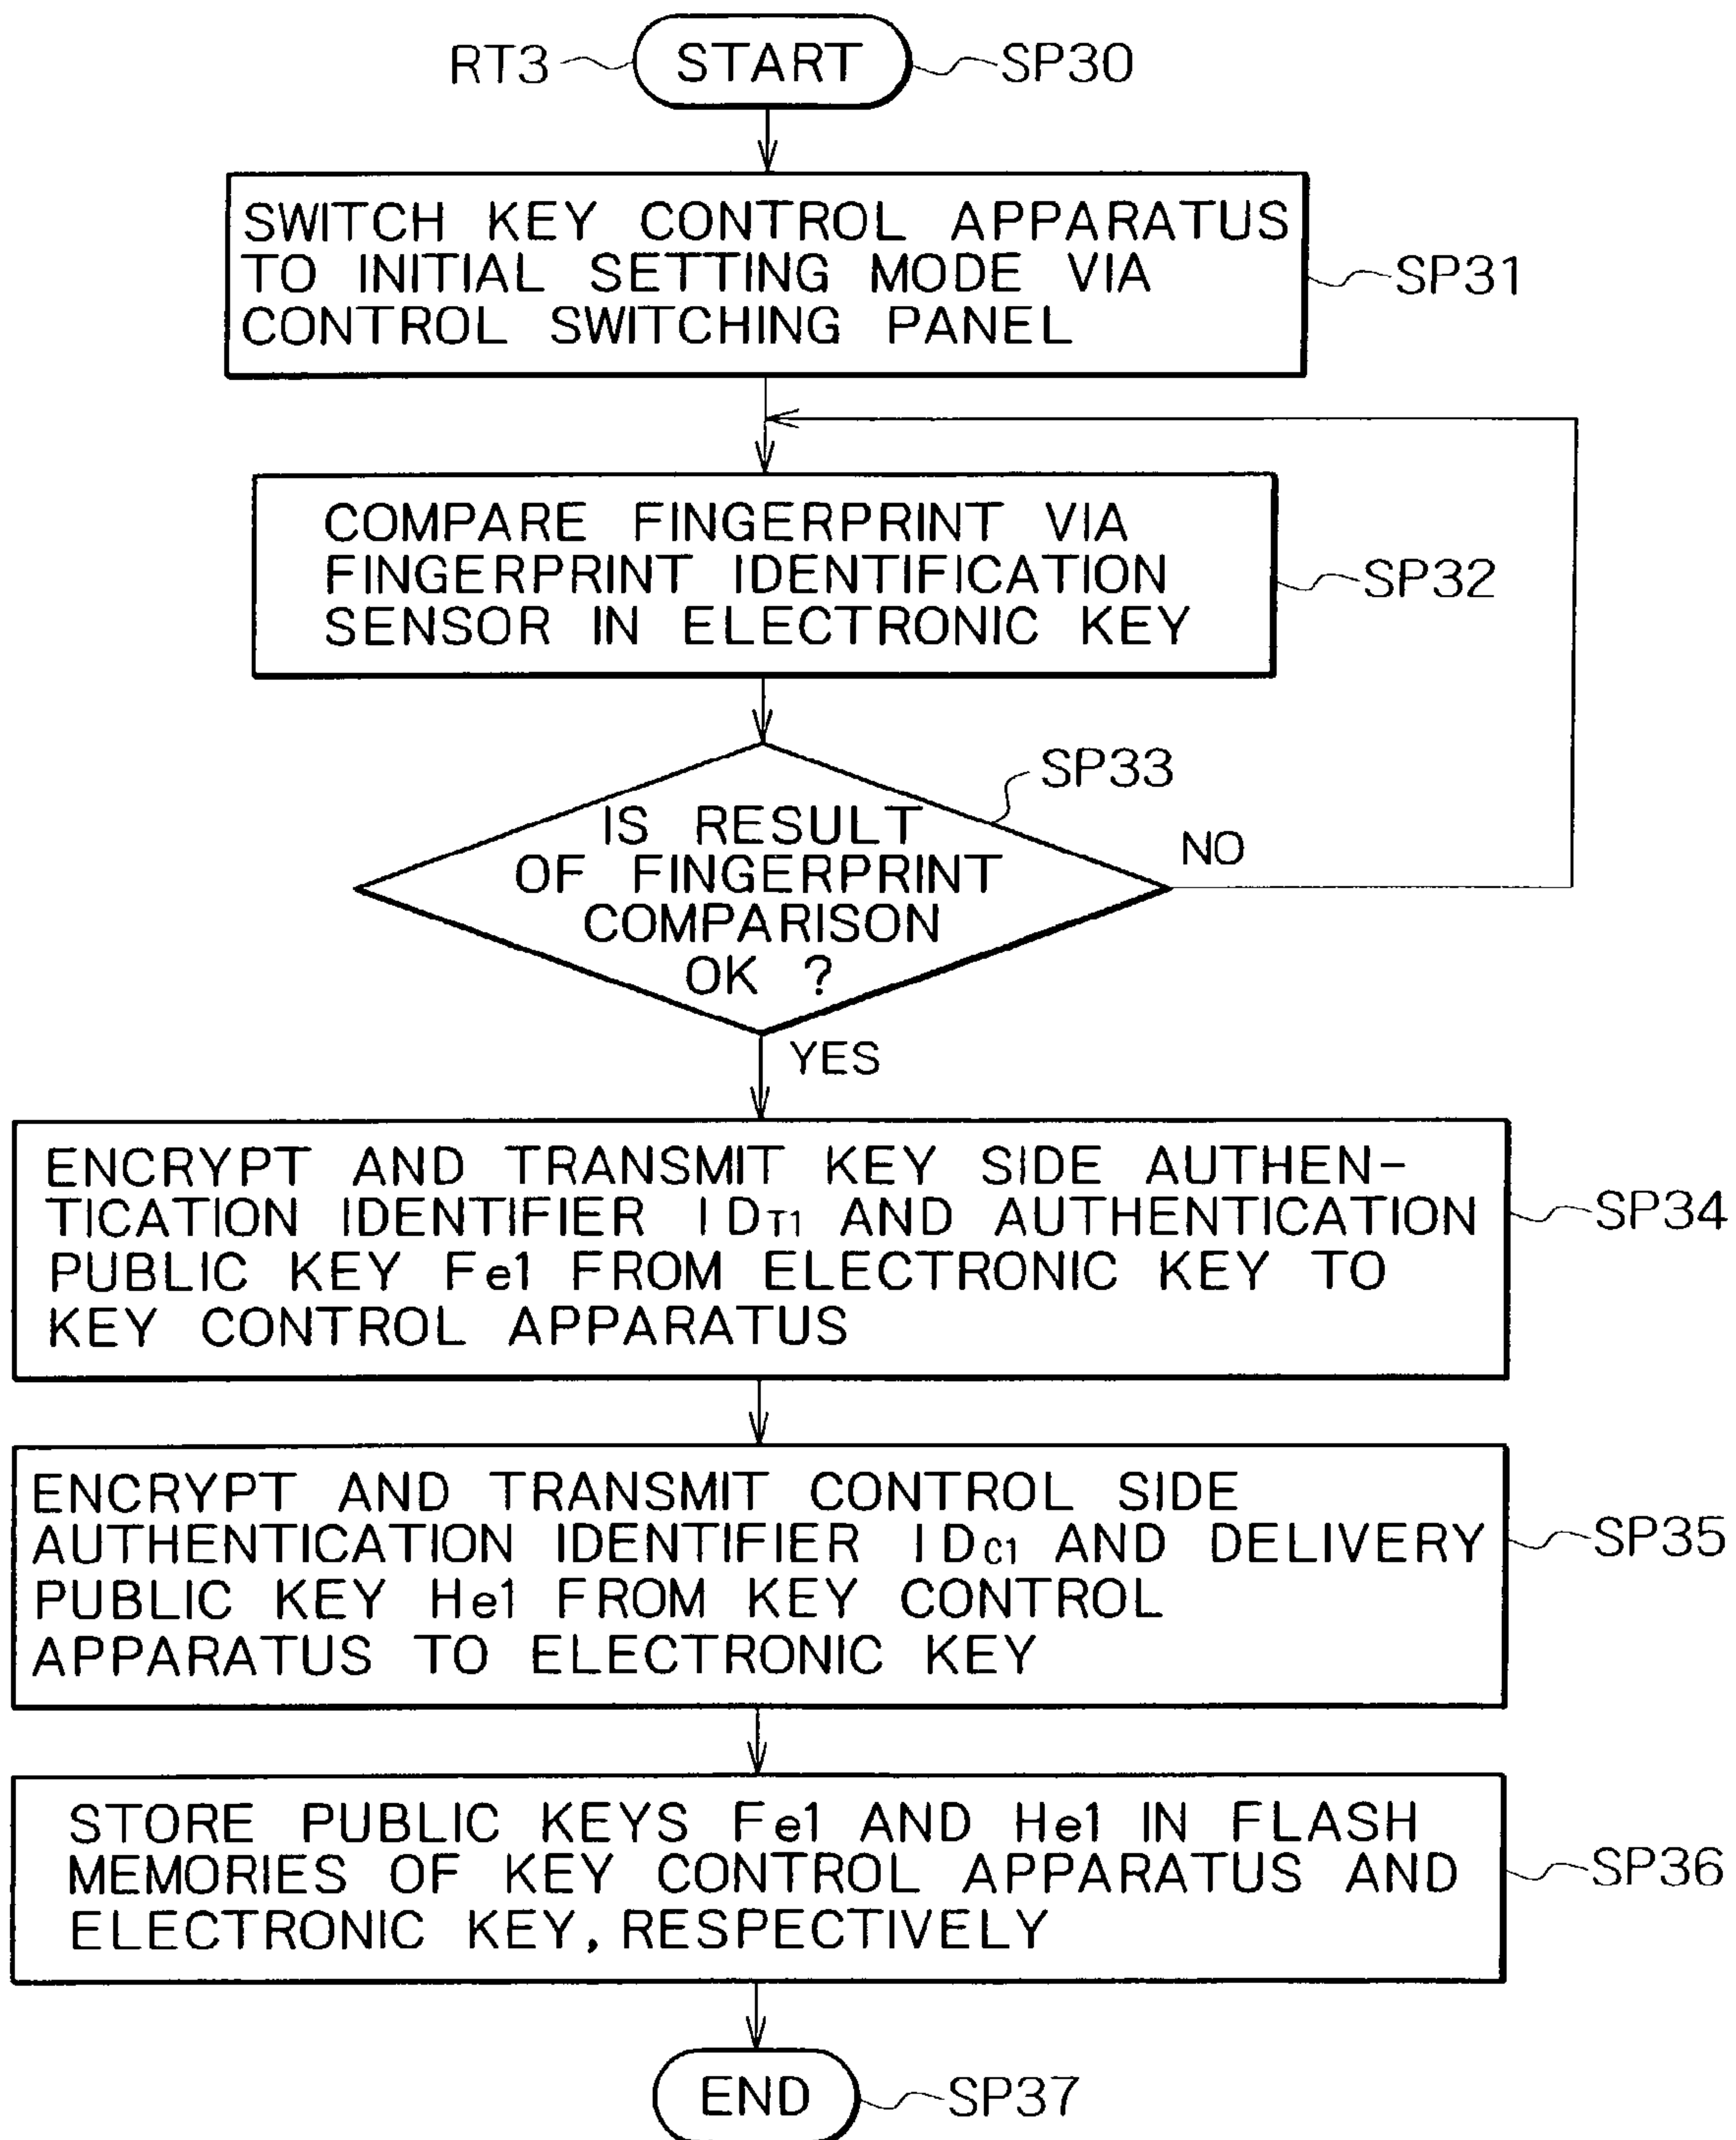 RT3 START SP30
SWITCH KEY CONTROL APPARATUS
TO INITIAL SETTING MODE VIA
CONTROL SWITCHING PANEL
SP31
COMPARE FINGERPRINT VIA
FINGERPRINT IDENTIFICATION
SENSOR IN ELECTRONIC KEY
SP32
SP33
IS RESULT
OF FINGERPRINT
COMPARISON
OK ?
NO
YES
ENCRYPT AND TRANSMIT KEY SIDE AUTHEN-
TICATION IDENTIFIER IDT1 AND AUTHENTICATION
PUBLIC KEY Fe1 FROM ELECTRONIC KEY TO
KEY CONTROL APPARATUS
SP34
ENCRYPT AND TRANSMIT CONTROL SIDE
AUTHENTICATION IDENTIFIER IDC1 AND DELIVERY
PUBLIC KEY He1 FROM KEY CONTROL
APPARATUS TO ELECTRONIC KEY
SP35
STORE PUBLIC KEYS Fe1 AND He1 IN FLASH
MEMORIES OF KEY CONTROL APPARATUS AND
ELECTRONIC KEY, RESPECTIVELY
SP36
END SP37